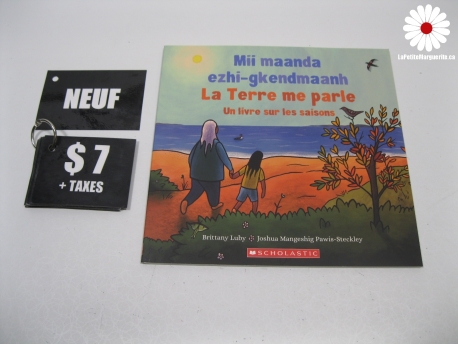 LaPetiteMarguerite.co
NEUF
$7
+ TAXES
Mii maanda
ezhi-gkendmaanh
La Terre me parle
Un livre sur les saisons
Brittany Luby Joshua Mangeshig Pawis-Steckley
SCHOLASTIC